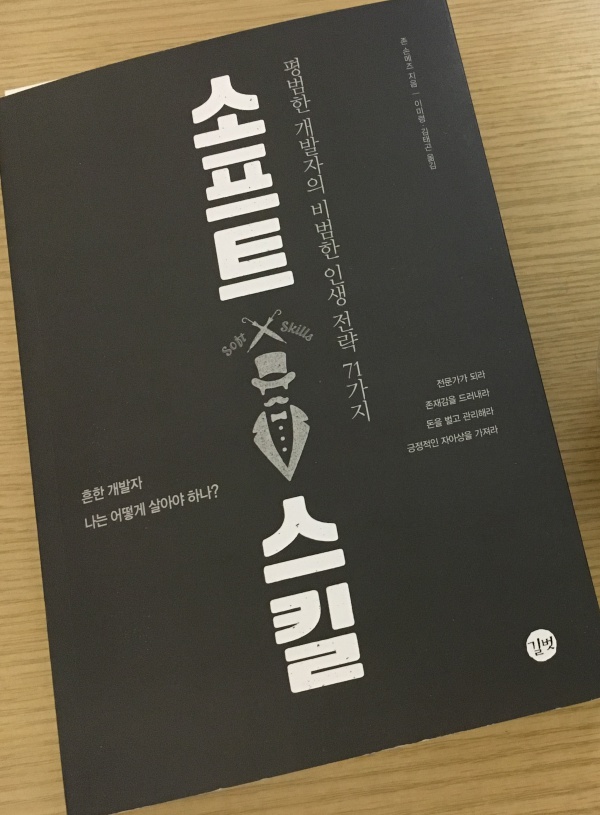 존 손메즈 지음 ― 이미령·김태곤 옮김
평범한 개발자의 비범한 인생 전략 71가지
소프트
Soft Skills
스킬
전문가가 되라
존재감을 드러내라
돈을 벌고 관리해라
긍정적인 자아상을 가져라
흔한 개발자
나는 어떻게 살아야 하나?
길벗